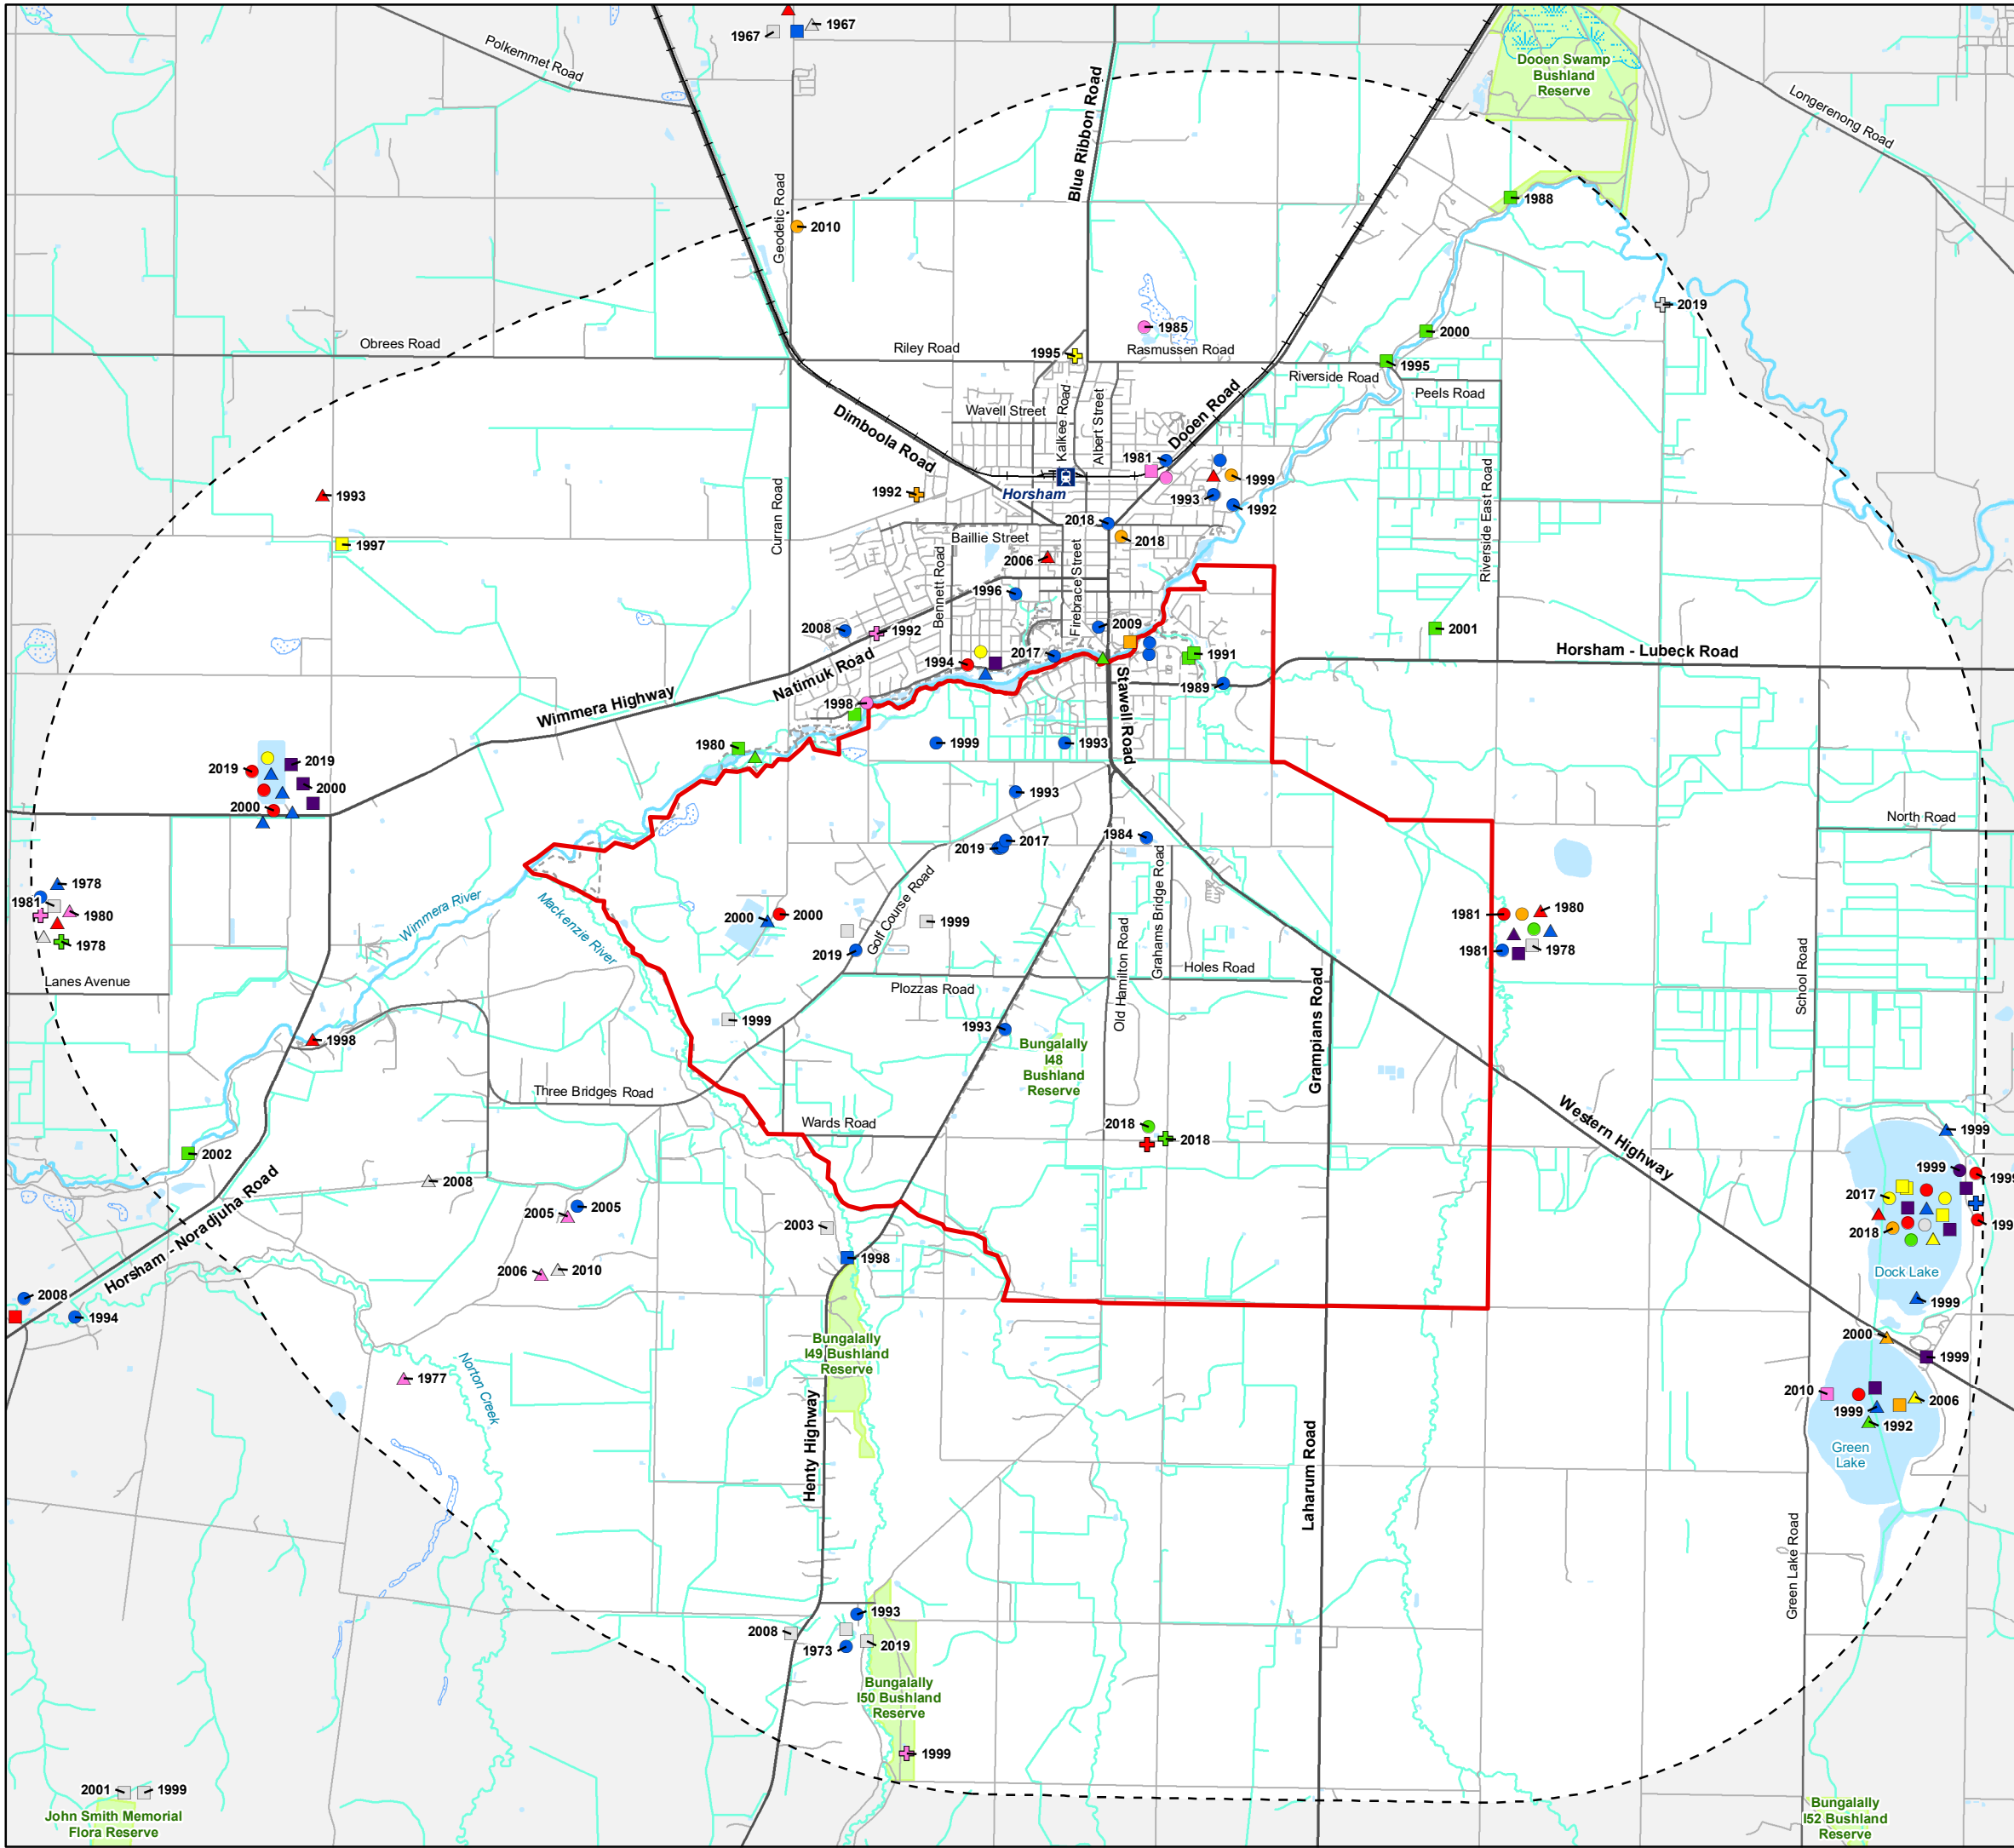 1967
1967
Polkemmet Road
Dooen Swamp
Bushland
Reserve
Longerenong Road
Blue Ribbon Road
Geodetic Road
1988
2010
2019
1985
2000
Obrees Road
Riley Road
1995
Rasmussen Road
1995
Riverside Road
Peels Road
Wavell Street
Kalkee Road
Albert Street
Dooen Road
Dimboola Road
1981
1999
1993
1992
Horsham
1992
1993
1997
Curran Road
2018
2018
Baillie Street
2006
Firebrace Street
Bennett Road
Riverside East Road
1996
2008
1992
2009
2001
1994
2017
1991
Horsham - Lubeck Road
Natimuk Road
1989
Wimmera Highway
1998
Stawell Road
1980
1999
1993
2019
2019
2000
2000
1993
North Road
1984
2017
2019
Grahams Bridge Road
1978
1981
1980
1978
Wimmera River
Mackenzie River
2000
2000
Golf Course Road
1999
2019
1981
1980
1981
1978
Lanes Avenue
Plozzas Road
Old Hamilton Road
Holes Road
Grampians Road
School Road
1999
1993
1998
Bungalally
I48
Bushland
Reserve
Three Bridges Road
Wards Road
2018
2018
Western Highway
1999
2002
2008
1999
199
2017
2005
2005
2003
2018
199
Horsham - Noradjuha Road
1998
2006
2010
Dock Lake
2008
1994
1999
2000
1999
Bungalally
I49 Bushland
Reserve
Norton Creek
1977
2010
2006
1999
1992
Green
Lake
Henty Highway
Laharum Road
Green Lake Road
1993
2008
1973
2019
Bungalally
I50 Bushland
Reserve
1999
2001
1999
John Smith Memorial
Flora Reserve
Bungalally
I52 Bushland
Reserve